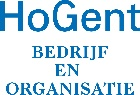 HoGent
BEDRIJF
EN
ORGANISATIE